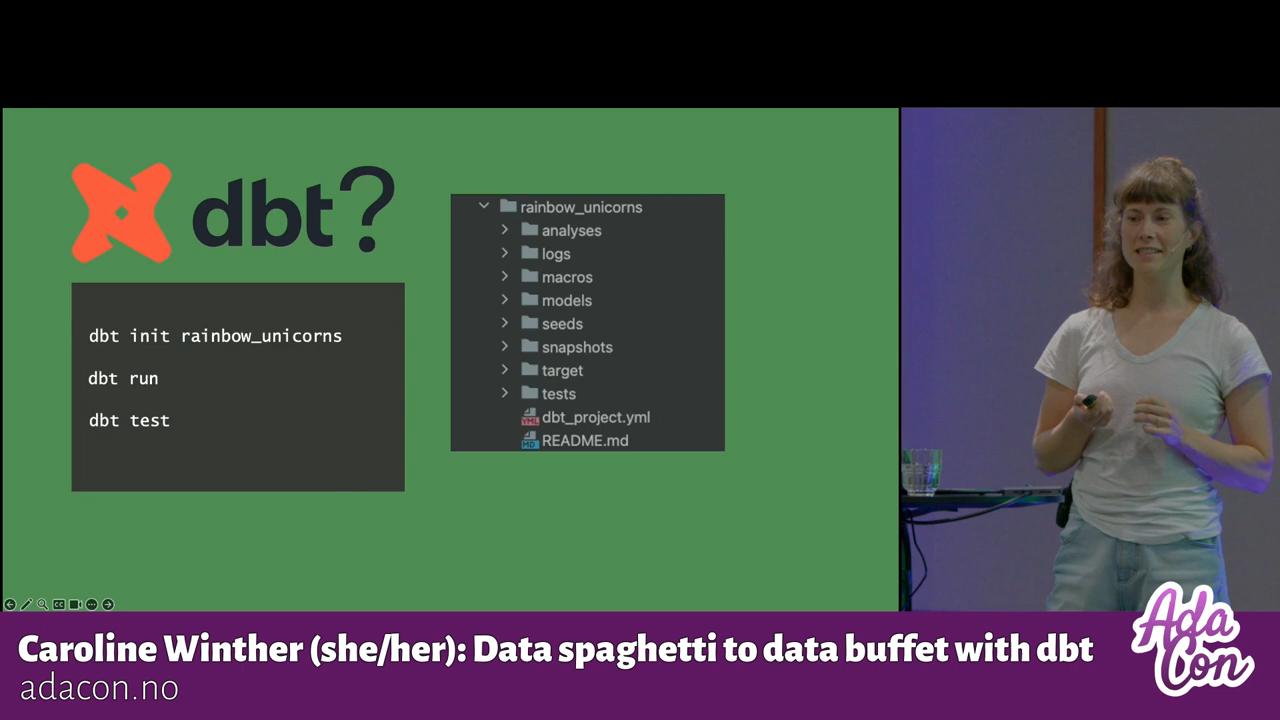 dbt?
dbt init rainbow_unicorns
dbt run
dbt test
rainbow_unicorns
analyses
logs
macros
models
seeds
snapshots
target
tests
dbt_project.yml
README.md
Caroline Winther (she/her): Data spaghetti to data buffet with dbt
adacon.no
Ada
Con